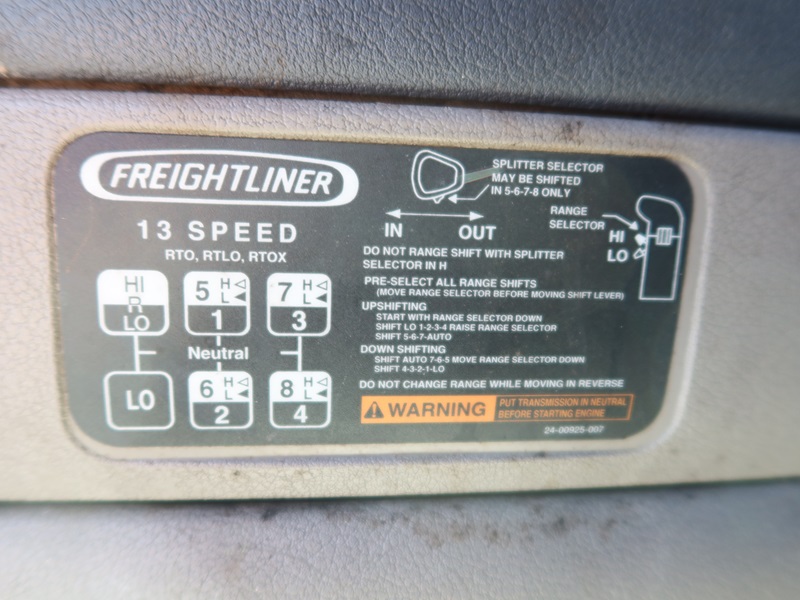 FREIGHTLINER
13 SPEED
RTO, RTLO, RTOX
HI
R
LO
5 H L
1
7 H L
3
Neutral
LO
6 H L
2
8 H L
4
SPLITTER SELECTOR
MAY BE SHIFTED
IN 5-6-7-8 ONLY
IN OUT
RANGE
SELECTOR
HI
LO
DO NOT RANGE SHIFT WITH SPLITTER
SELECTOR IN H
PRE-SELECT ALL RANGE SHIFTS
(MOVE RANGE SELECTOR BEFORE MOVING SHIFT LEVER)
UPSHIFTING
START WITH RANGE SELECTOR DOWN
SHIFT LO 1-2-3-4 RAISE RANGE SELECTOR
SHIFT 5-6-7-AUTO
DOWN SHIFTING
SHIFT AUTO 7-6-5 MOVE RANGE SELECTOR DOWN
SHIFT 4-3-2-1-LO
DO NOT CHANGE RANGE WHILE MOVING IN REVERSE
WARNING
PUT TRANSMISSION IN NEUTRAL
BEFORE STARTING ENGINE
24-00925-007